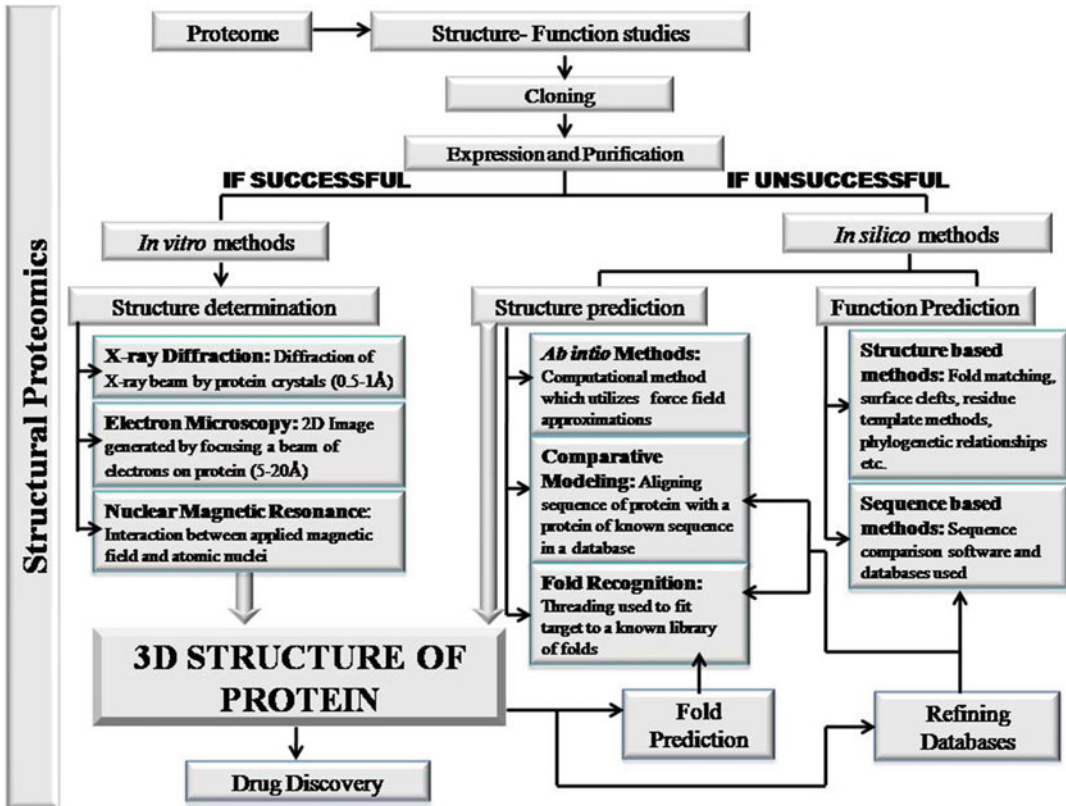 Structural Proteomics
Proteome
Structure- Function studies
Cloning
Expression and Purification
IF SUCCESSFUL
IF UNSUCCESSFUL
In vitro methods
In silico methods
Structure determination
Structure prediction
Function Prediction
X-ray Diffraction: Diffraction of
X-ray beam by protein crystals (0.5-1Å)
Electron Microscopy: 2D Image
generated by focusing a beam of
electrons on protein (5-20Å)
Nuclear Magnetic Resonance:
Interaction between applied magnetic
field and atomic nuclei
Ab intio Methods:
Computational method
which utilizes force field
approximations
Comparative
Modeling: Aligning
sequence of protein with a
protein of known sequence
in a database
Fold Recognition:
Threading used to fit
target to a known library
of folds
Structure based
methods: Fold matching,
surface clefts, residue
template methods,
phylogenetic relationships
etc.
Sequence based
methods: Sequence
comparison software and
databases used
3D STRUCTURE OF
PROTEIN
Fold
Prediction
Refining
Databases
Drug Discovery